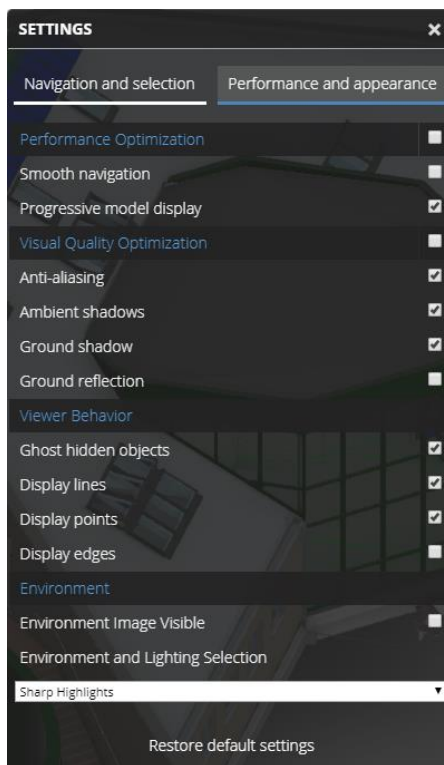 SETTINGS ×
Navigation and selection Performance and appearance
Performance Optimization
Smooth navigation
Progressive model display
Visual Quality Optimization
Anti-aliasing
Ambient shadows
Ground shadow
Ground reflection
Viewer Behavior
Ghost hidden objects
Display lines
Display points
Display edges
Environment
Environment Image Visible
Environment and Lighting Selection
Sharp Highlights
Restore default settings